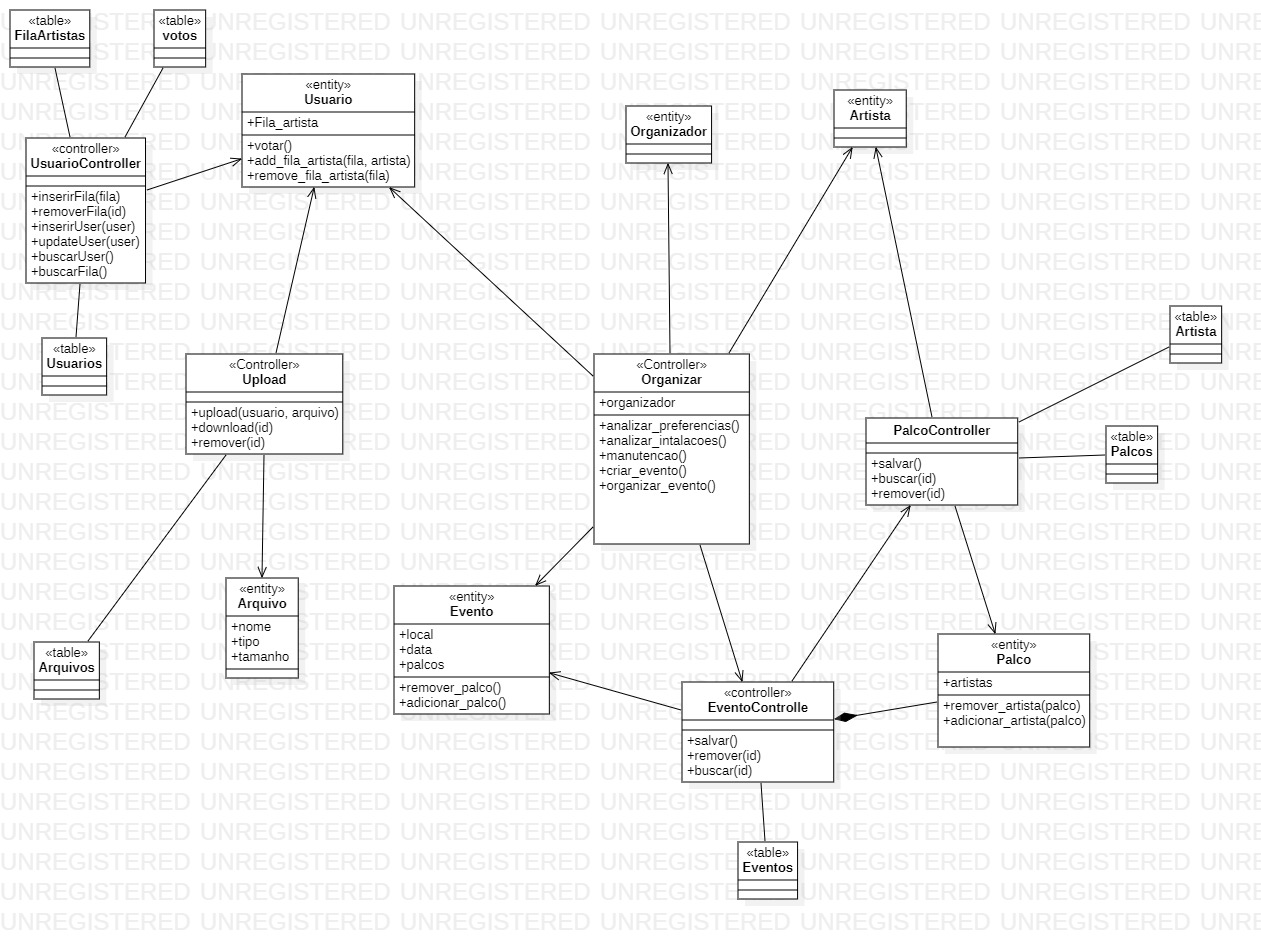 «table»
FilaArtistas
«table»
votos
«entity»
Usuario
+Fila_artista
+votar()
+add_fila_artista(fila, artista)
+remove_fila_artista(fila)
«entity»
Organizador
«entity»
Artista
«controller»
UsuarioController
+inserirFila(fila)
+removerFila(id)
+inserirUser(user)
+updateUser(user)
+buscarUser()
+buscarFila()
«table»
Usuarios
«Controller»
Upload
+upload(usuario, arquivo)
+download(id)
+remover(id)
«Controller»
Organizar
+organizador
+analizar_preferencias()
+analizar_intalacoes()
+manutencao()
+criar_evento()
+organizar_evento()
«table»
Artista
PalcoController
+salvar()
+buscar(id)
+remover(id)
«table»
Palcos
«table»
Arquivos
«entity»
Arquivo
+nome
+tipo
+tamanho
«entity»
Evento
+local
+data
+palcos
+remover_palco()
+adicionar_palco()
«controller»
EventoControlle
+salvar()
+remover(id)
+buscar(id)
«entity»
Palco
+artistas
+remover_artista(palco)
+adicionar_artista(palco)
«table»
Eventos
UNREGISTERED UNREGISTERED UNREGISTERED UNREGISTERED UNREGISTERED UNREGISTERED